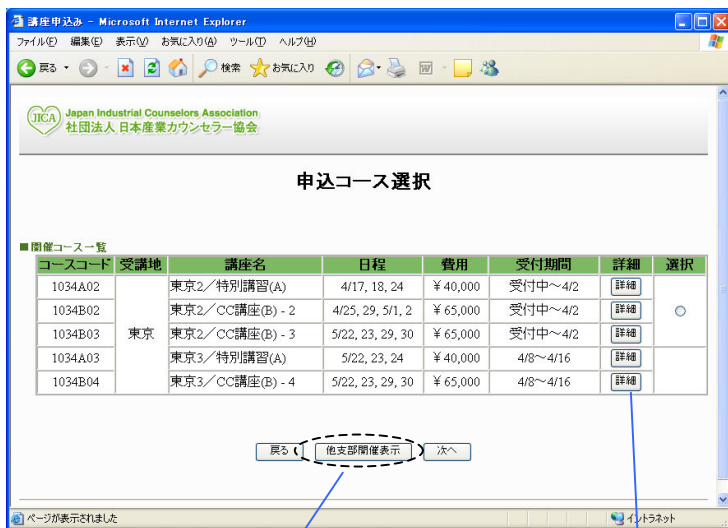 講座申込み - Microsoft Internet Explorer
ファイル(F) 編集(E) 表示(V) お気に入り(A) ツール(T) ヘルプ(H)
戻る 検索 お気に入り
JICA Japan Industrial Counselors Association
社団法人 日本産業カウンセラー協会
申込コース選択
■開催コース一覧
コースコード 受講地 講座名 日程 費用 受付期間 詳細 選択
1034A02 東京2/特別講習(A) 4/17, 18, 24 ¥40,000 受付中～4/2 詳細
1034B02 東京2/CC講座(B) - 2 4/25, 29, 5/1, 2 ¥65,000 受付中～4/2 詳細
1034B03 東京 東京2/CC講座(B) - 3 5/22, 23, 29, 30 ¥65,000 受付中～4/2 詳細
1034A03 東京3/特別講習(A) 5/22, 23, 24 ¥40,000 4/8～4/16 詳細
1034B04 東京3/CC講座(B) - 4 5/22, 23, 29, 30 ¥65,000 4/8～4/16 詳細
戻る 他支部開催表示 次へ
ページが表示されました イントラネット